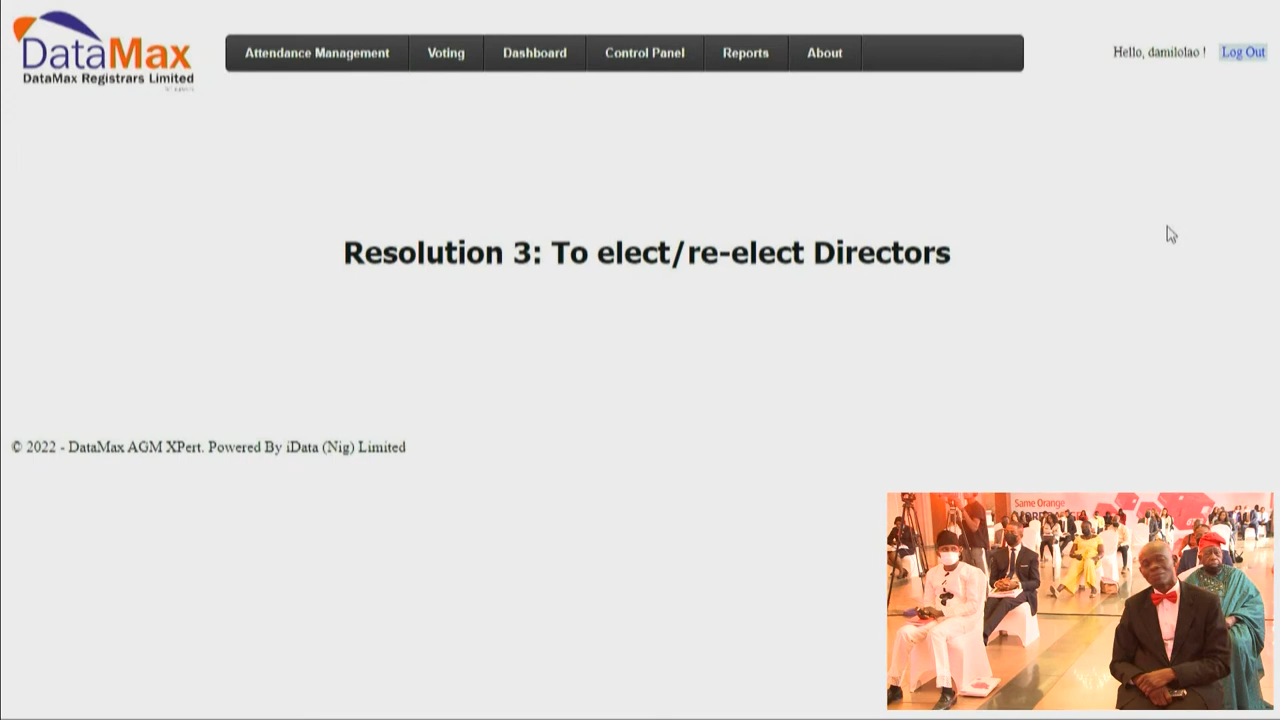 DataMax
DataMax Registrars Limited
Attendance Management
Voting
Dashboard
Control Panel
Reports
About
Hello, damilolao !
Log Out
Resolution 3: To elect/re-elect Directors
© 2022 - DataMax AGM XPert. Powered By iData (Nig) Limited
Same Orange